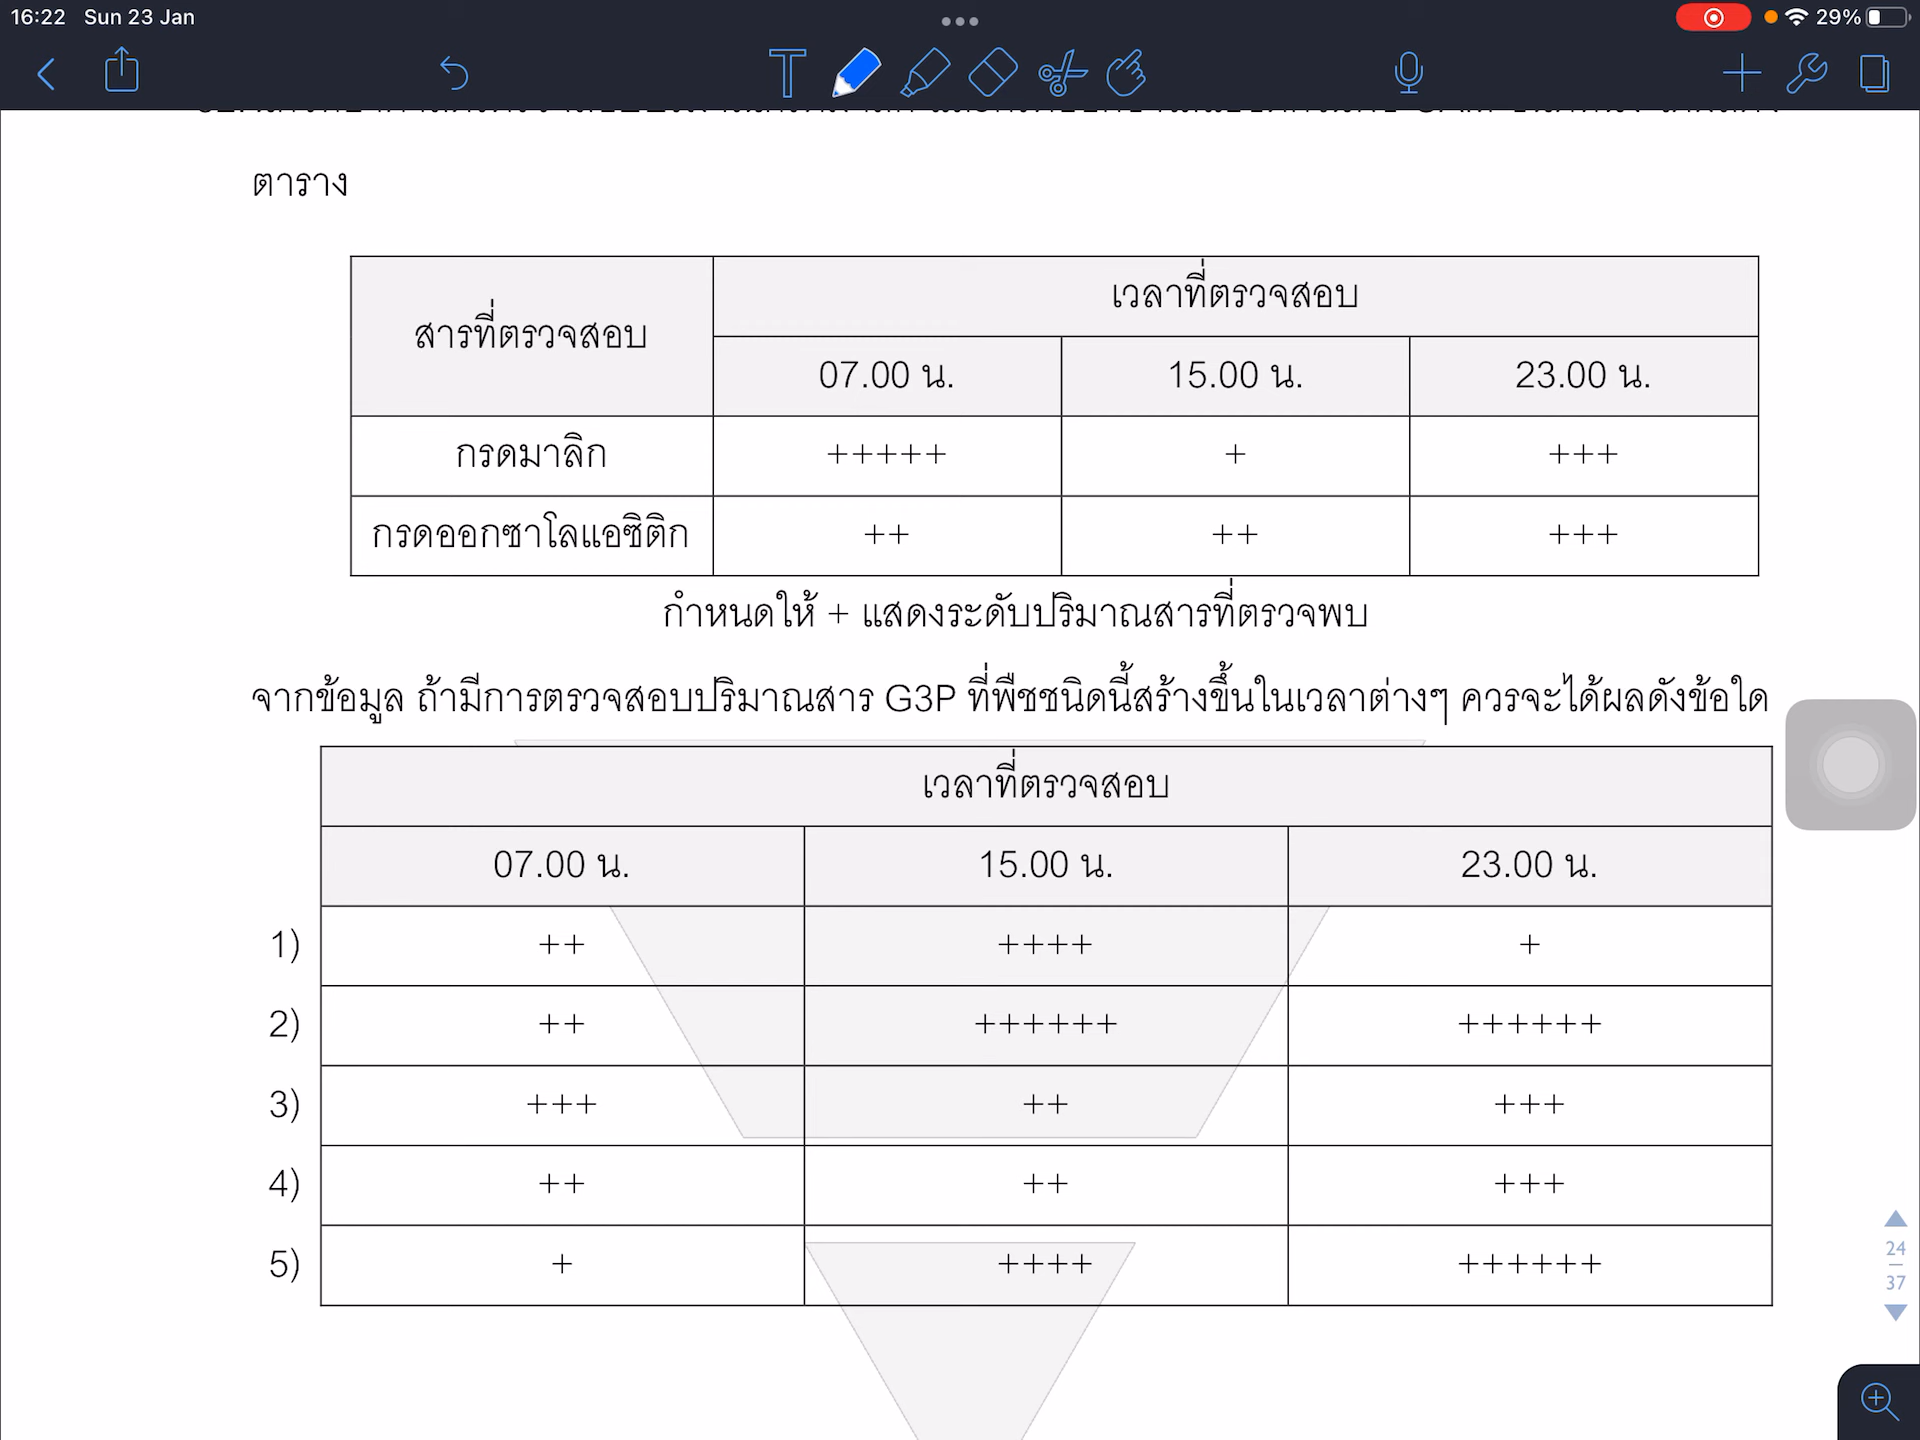 16:22 Sun 23 Jan
29%
ตาราง
สารที่ตรวจสอบ เวลาที่ตรวจสอบ
07.00 น. 15.00 น. 23.00 น.
กรดมาลิก +++++ + +++
กรดออกซาโลแอซิติก ++ ++ +++
กำหนดให้ + แสดงระดับปริมาณสารที่ตรวจพบ
จากข้อมูล ถ้ามีการตรวจสอบปริมาณสาร G3P ที่พืชชนิดนี้สร้างขึ้นในเวลาต่างๆ ควรจะได้ผลดังข้อใด
เวลาที่ตรวจสอบ
07.00 น. 15.00 น. 23.00 น.
1) ++ ++++ +
2) ++ ++++++ ++++++
3) +++ ++ +++
4) ++ ++ +++
5) + ++++ ++++++
24
37